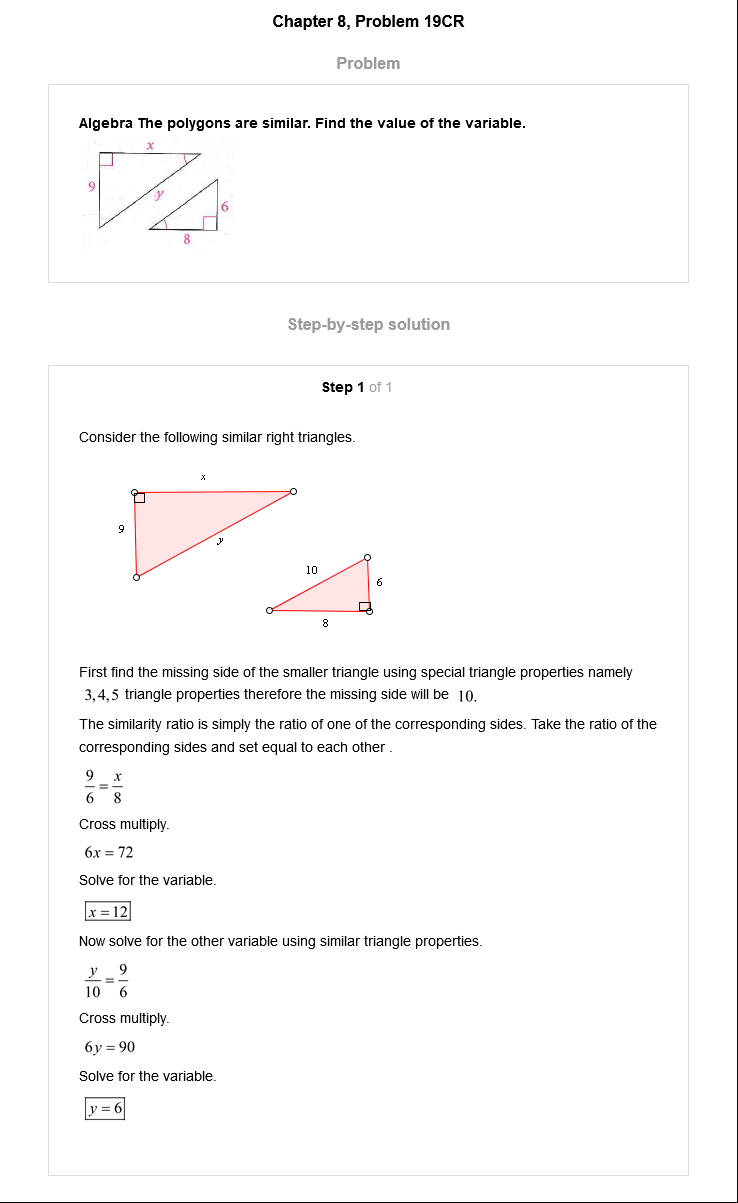 Chapter 8, Problem 19CR
Problem
Algebra The polygons are similar. Find the value of the variable.
x
9
y
6
8
Step-by-step solution
Step 1 of 1
Consider the following similar right triangles.
x
9
y
10
6
8
First find the missing side of the smaller triangle using special triangle properties namely
3,4,5 triangle properties therefore the missing side will be 10.
The similarity ratio is simply the ratio of one of the corresponding sides. Take the ratio of the
corresponding sides and set equal to each other .
9/6 = x/8
Cross multiply.
6x = 72
Solve for the variable.
x = 12
Now solve for the other variable using similar triangle properties.
y/10 = 9/6
Cross multiply.
6y = 90
Solve for the variable.
y = 6